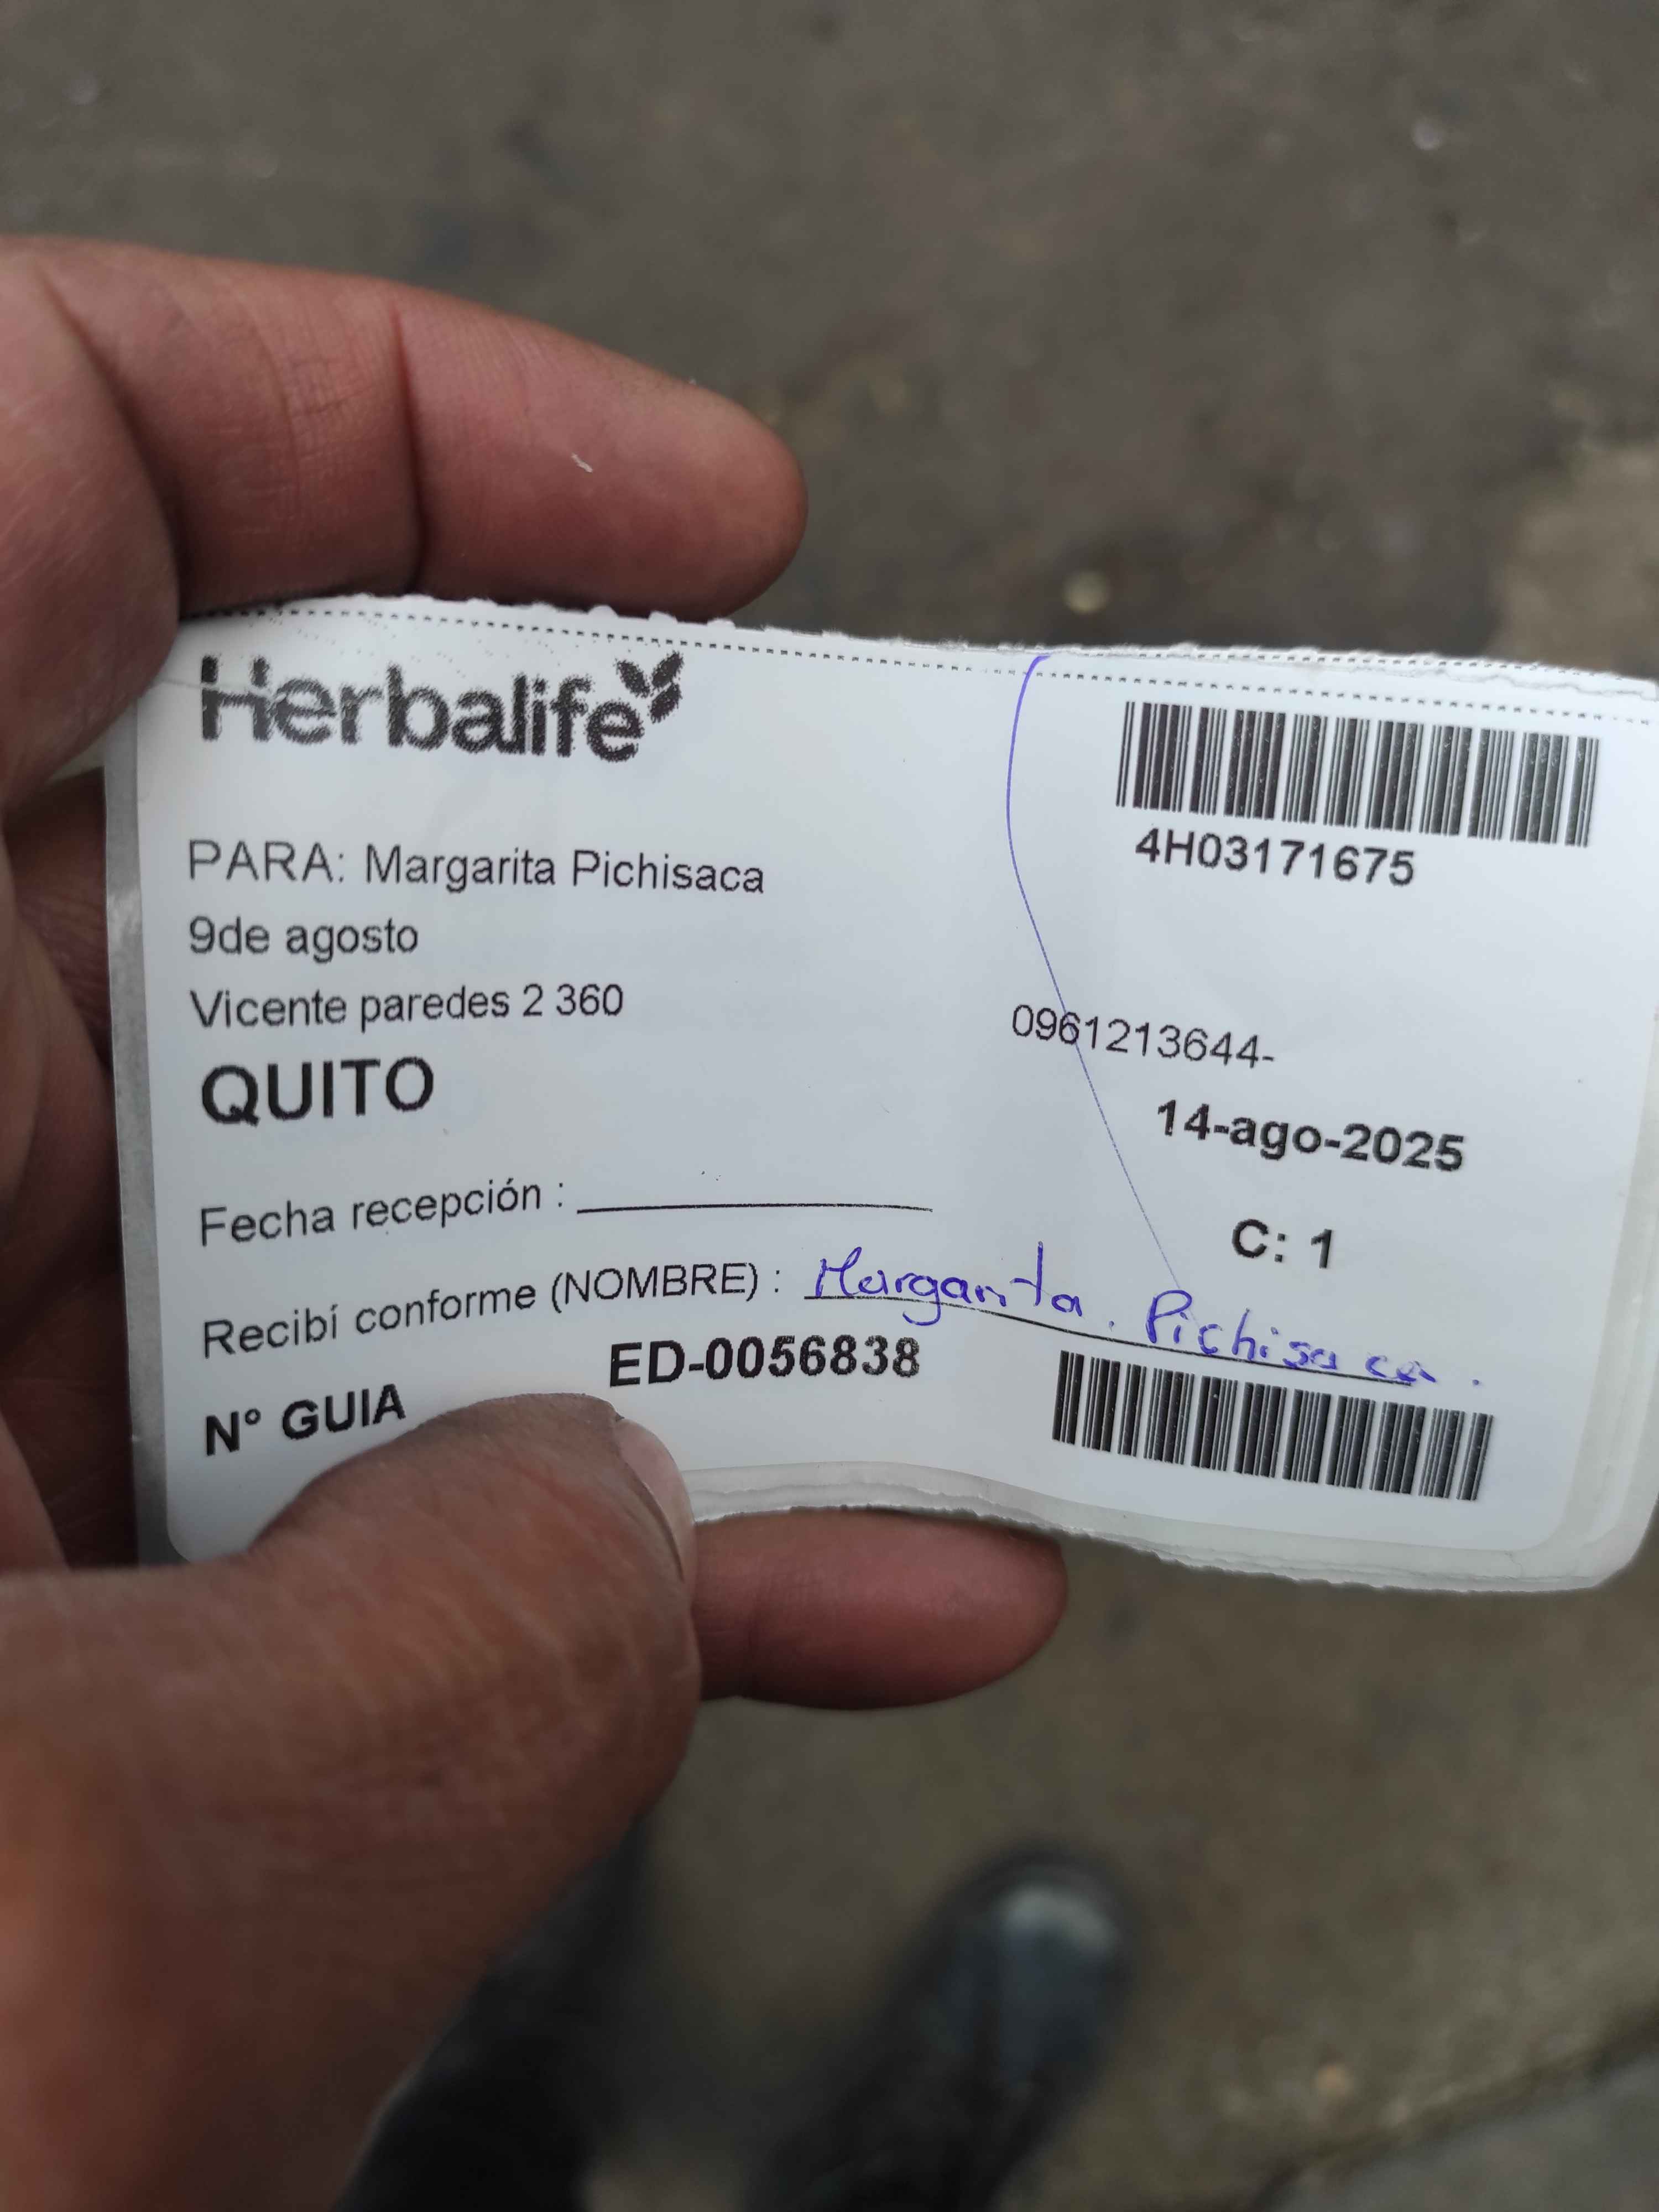 Herbalife
4H03171675
PARA: Margarita Pichisaca
9de agosto
Vicente paredes 2 360
0961213644-
QUITO
14-ago-2025
Fecha recepción : ____________
C: 1
Recibí conforme (NOMBRE) : Margarita. Pichisaca.
N° GUIA ED-0056838